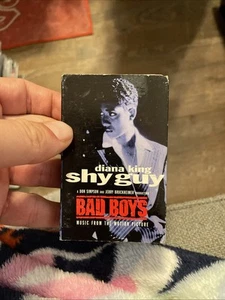 diana king
shy guy
A DON SIMPSON AND JERRY BRUCKHEIMER PRODUCTION
BAD BOYS
MUSIC FROM THE MOTION PICTURE